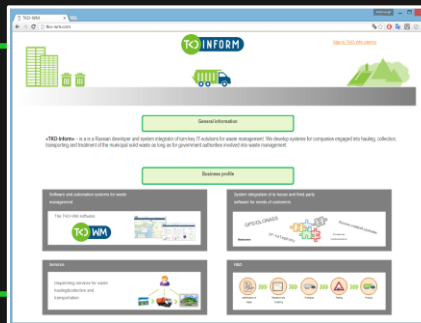 TKO-WM
tko-wm.com
TKO INFORM
Sign in TKO-WM (demo)
General information
«TKO-Inform» - is a is a Russian developer and system integrator of turn-key IT-solutions for waste management. We develop systems for companies engaged into hauling, collection,
transporting and treatment of the municipal solid waste as long as for government authorities involved into waste management.
Business profile
Software and automation systems for waste
management
The TKO-WM software
TKO WM
System integration of in-house and third party
software for needs of customers
GPS/GLONASS
Services
Dispatching services for waste
hauling/collection and
transportation
R&D